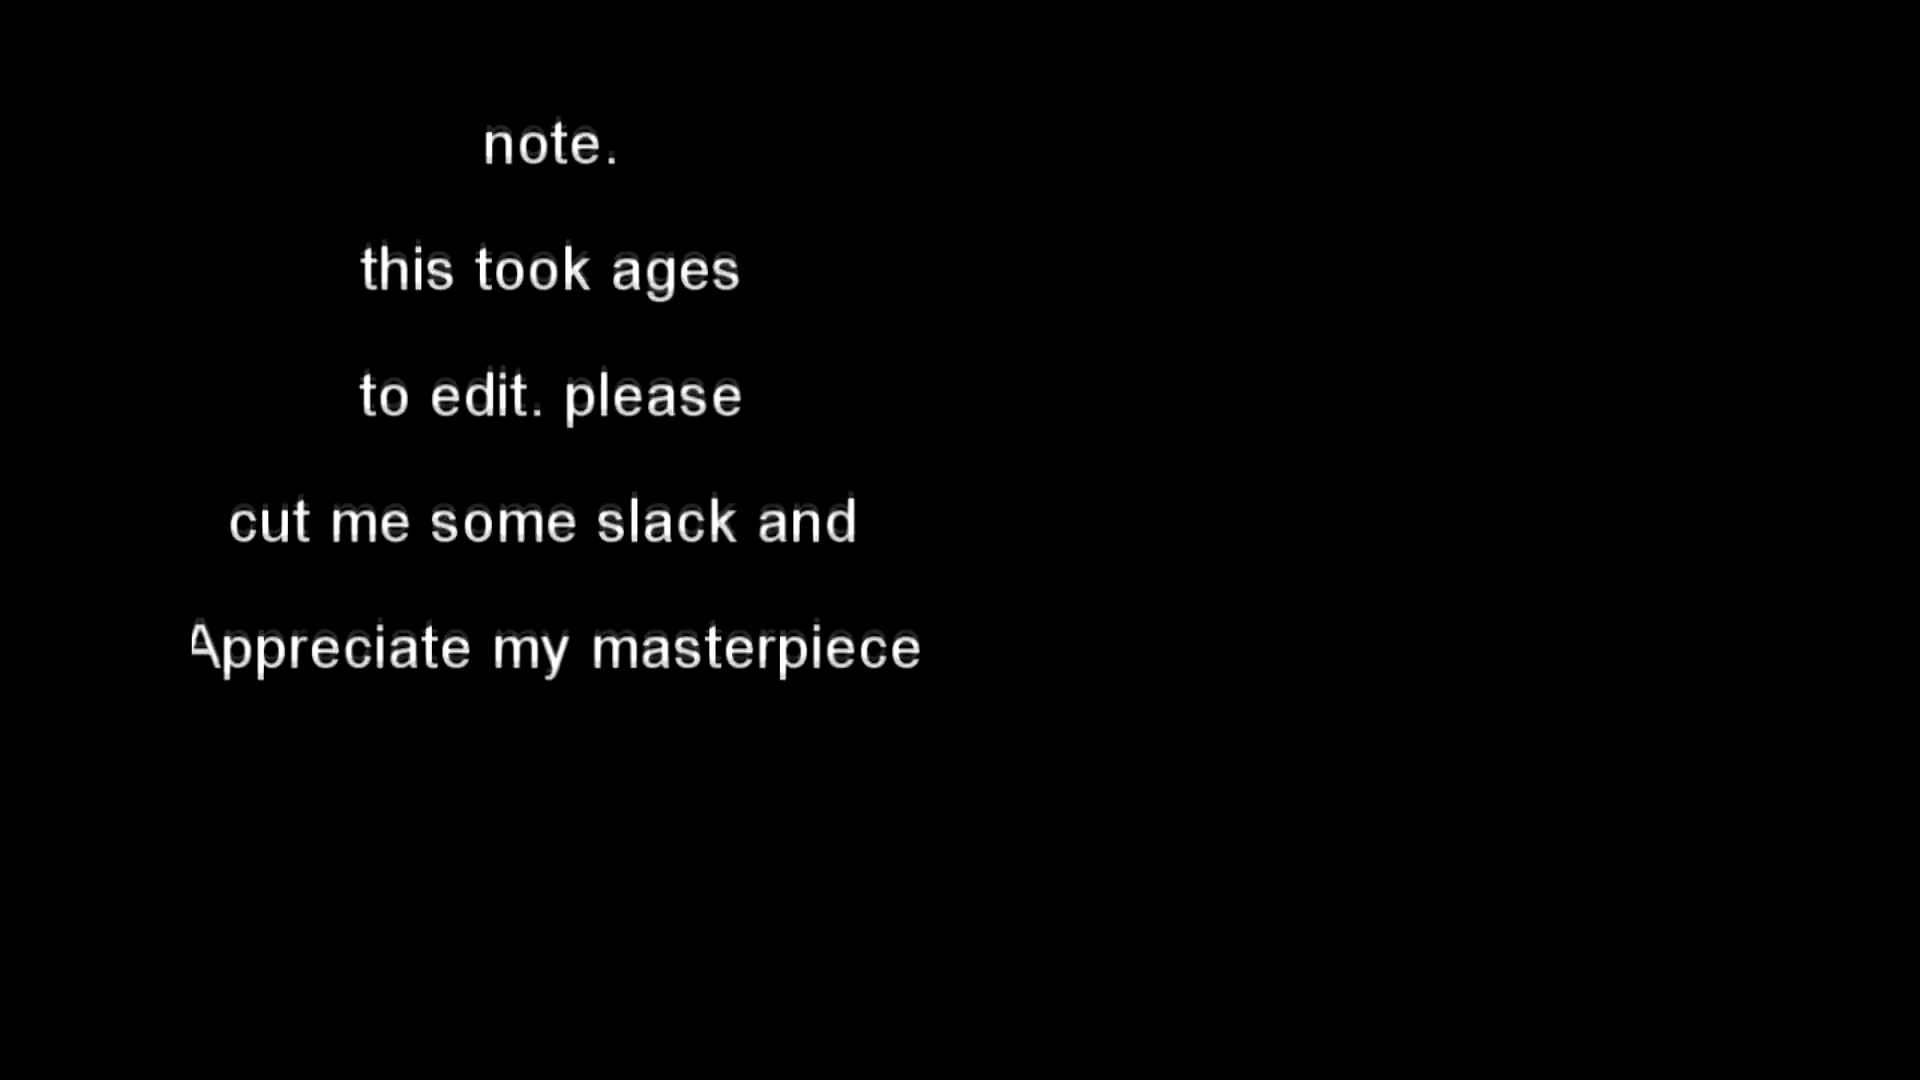 note.
this took ages
to edit. please
cut me some slack and
Appreciate my masterpiece